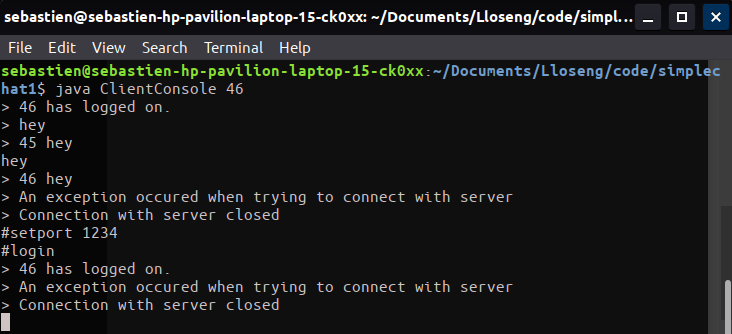 sebastien@sebastien-hp-pavilion-laptop-15-ck0xx: ~/Documents/Lloseng/code/simpl...
File Edit View Search Terminal Help
sebastien@sebastien-hp-pavilion-laptop-15-ck0xx:~/Documents/Lloseng/code/simplec
hat1$ java ClientConsole 46
> 46 has logged on.
> hey
> 45 hey
hey
> 46 hey
> An exception occured when trying to connect with server
> Connection with server closed
#setport 1234
#login
> 46 has logged on.
> An exception occured when trying to connect with server
> Connection with server closed